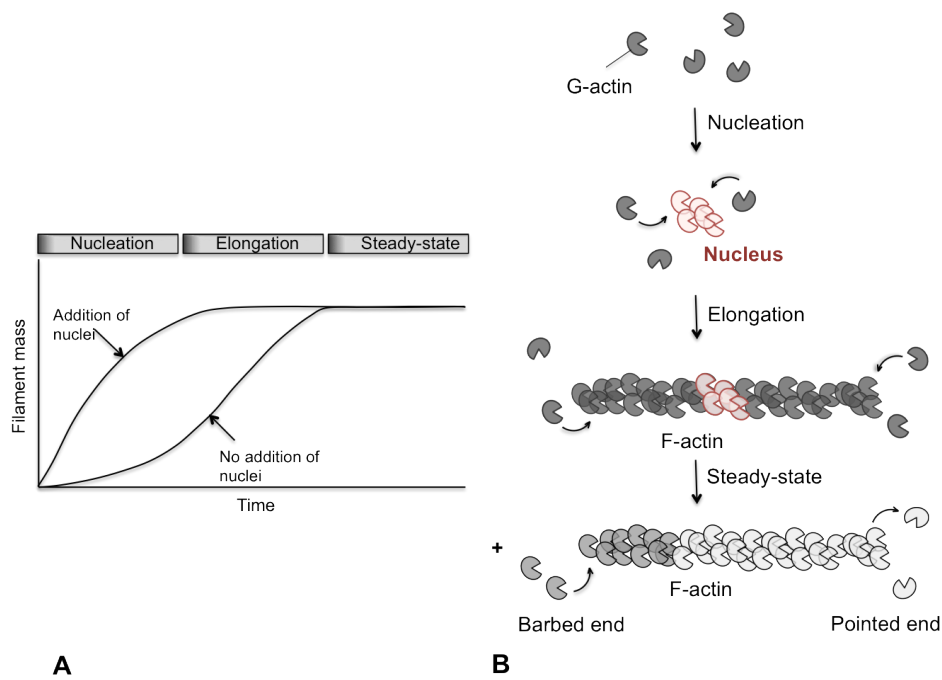 Nucleation
Elongation
Steady-state
Addition of
nuclei
No addition of
nuclei
Filament mass
Time
A
G-actin
Nucleation
Nucleus
Elongation
F-actin
Steady-state
+
F-actin
Barbed end
Pointed end
B